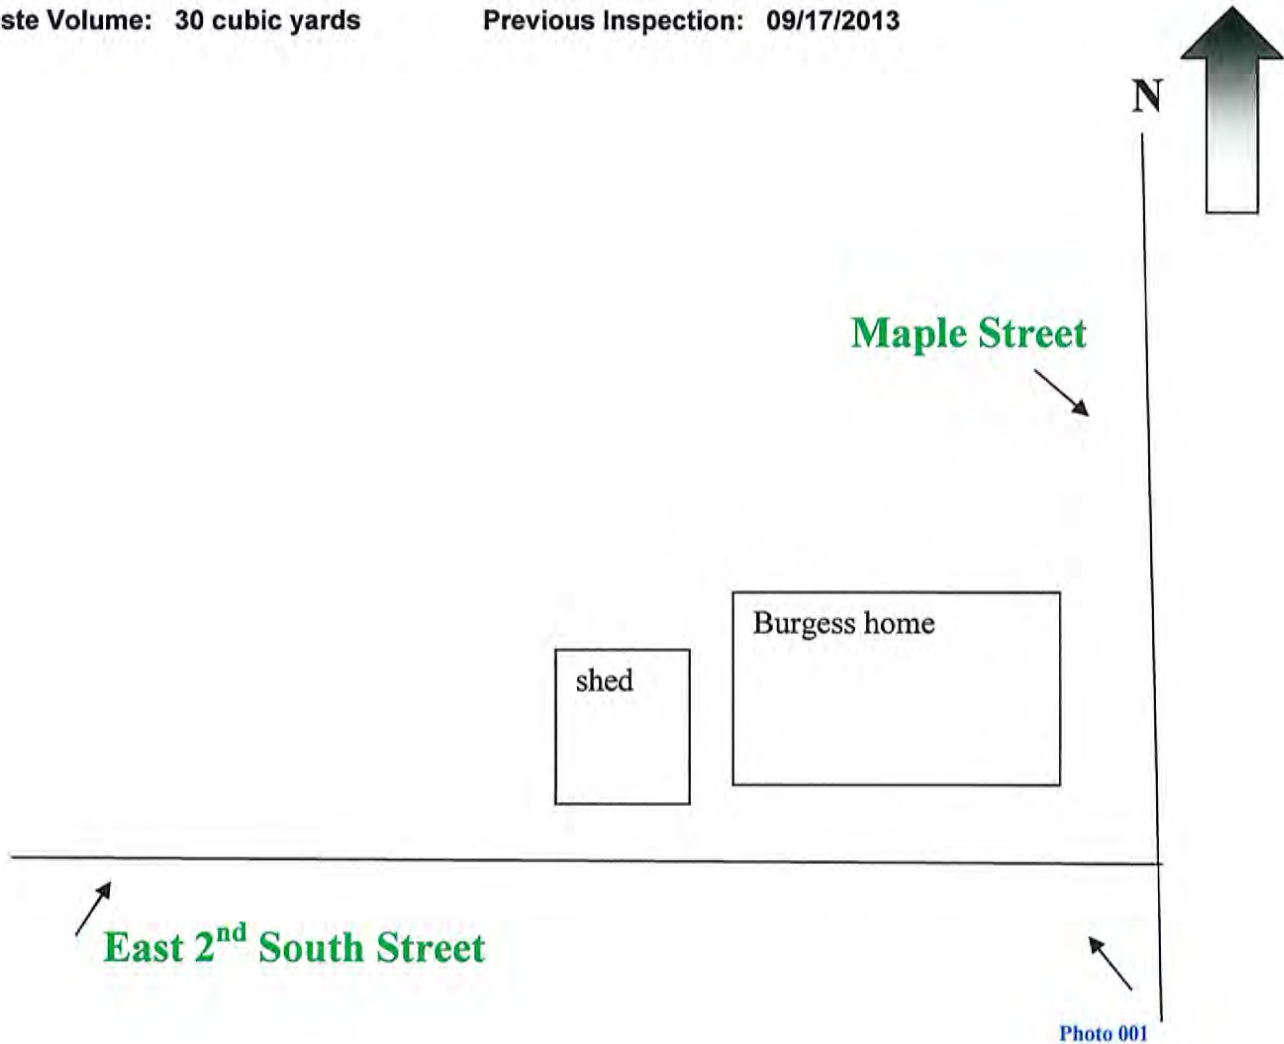 Volume: 30 cubic yards Previous Inspection: 09/17/2013
N
Maple Street
Burgess home
shed
East 2nd South Street
Photo 001